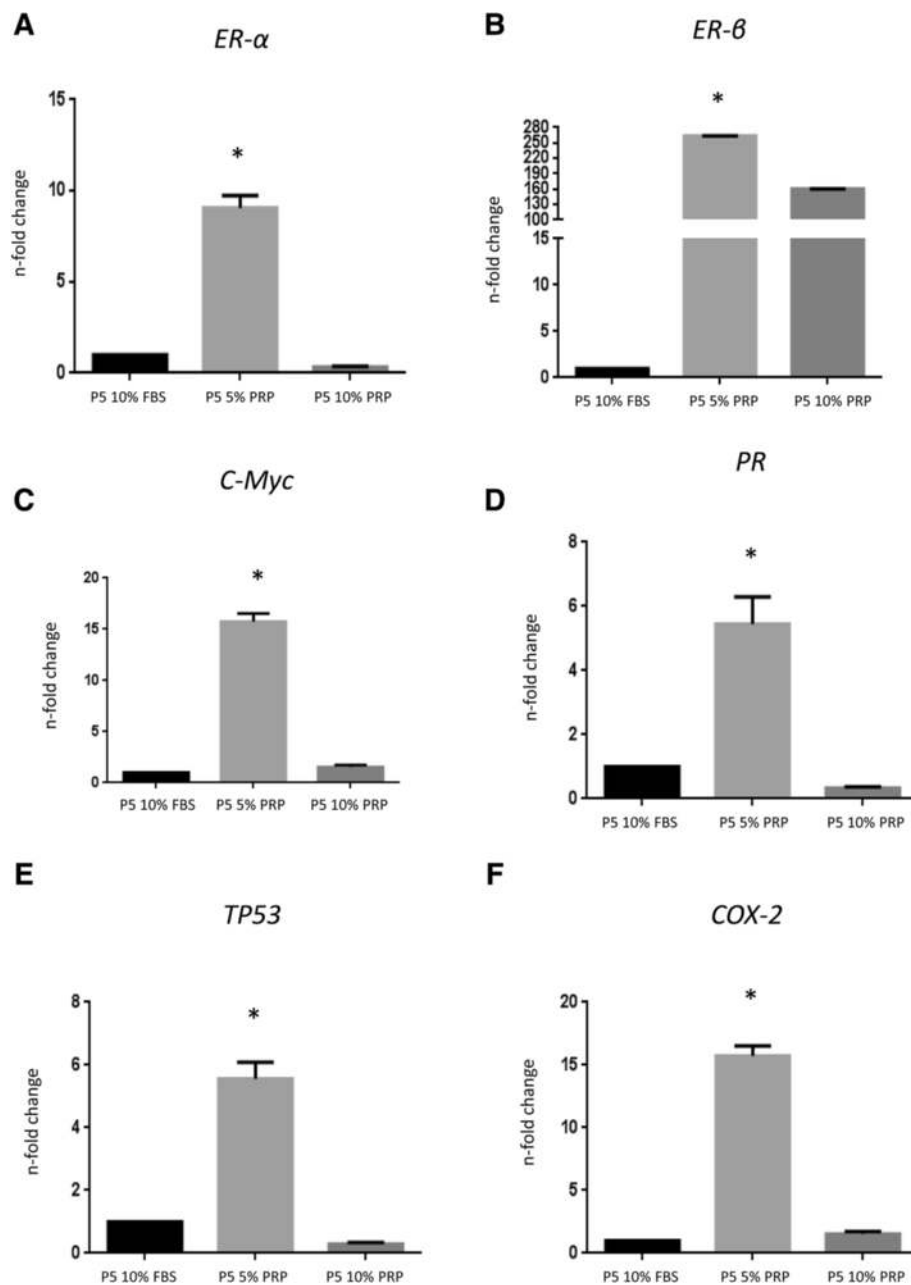 A
ER-α
15
10
5
0
n-fold change
*
P5 10% FBS P5 5% PRP P5 10% PRP
B
ER-β
280
250
220
190
160
130
100
15
10
5
0
n-fold change
*
P5 10% FBS P5 5% PRP P5 10% PRP
C
C-Myc
20
15
10
5
0
n-fold change
*
P5 10% FBS P5 5% PRP P5 10% PRP
D
PR
8
6
4
2
0
n-fold change
*
P5 10% FBS P5 5% PRP P5 10% PRP
E
TP53
8
6
4
2
0
n-fold change
*
P5 10% FBS P5 5% PRP P5 10% PRP
F
COX-2
20
15
10
5
0
n-fold change
*
P5 10% FBS P5 5% PRP P5 10% PRP